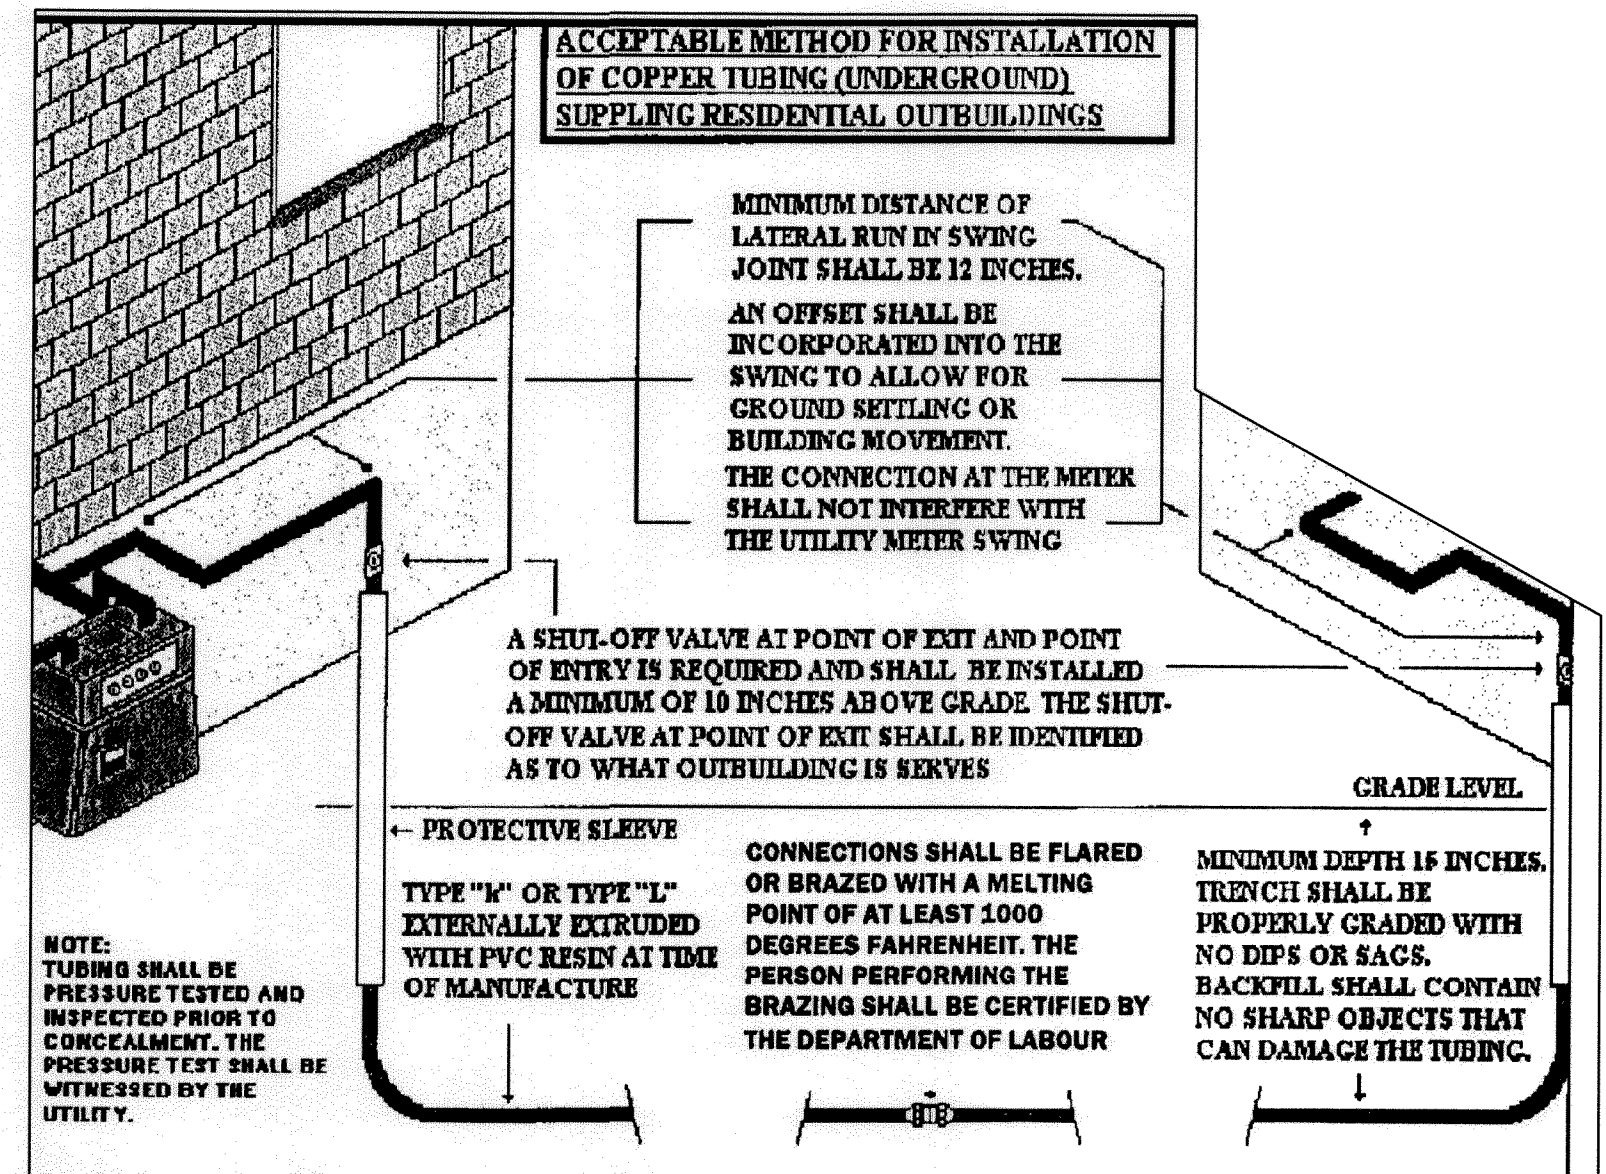 ACCEPTABLE METHOD FOR INSTALLATION
OF COPPER TUBING (UNDERGROUND)
SUPPLING RESIDENTIAL OUTBUILDINGS
MINIMUM DISTANCE OF
LATERAL RUN IN SWING
JOINT SHALL BE 12 INCHES.
AN OFFSET SHALL BE
INCORPORATED INTO THE
SWING TO ALLOW FOR
GROUND SETTLING OR
BUILDING MOVEMENT.
THE CONNECTION AT THE METER
SHALL NOT INTERFERE WITH
THE UTILITY METER SWING
A SHUT-OFF VALVE AT POINT OF EXIT AND POINT
OF ENTRY IS REQUIRED AND SHALL BE INSTALLED
A MINIMUM OF 10 INCHES ABOVE GRADE. THE SHUT-
OFF VALVE AT POINT OF EXIT SHALL BE IDENTIFIED
AS TO WHAT OUTBUILDING IS SERVES
GRADE LEVEL
PROTECTIVE SLEEVE
TYPE "k" OR TYPE "L"
EXTERNALLY EXTRUDED
WITH PVC RESIN AT TIME
OF MANUFACTURE
CONNECTIONS SHALL BE FLARED
OR BRAZED WITH A MELTING
POINT OF AT LEAST 1000
DEGREES FAHRENHEIT. THE
PERSON PERFORMING THE
BRAZING SHALL BE CERTIFIED BY
THE DEPARTMENT OF LABOUR
MINIMUM DEPTH 15 INCHES.
TRENCH SHALL BE
PROPERLY GRADED WITH
NO DIPS OR SAGS.
BACKFILL SHALL CONTAIN
NO SHARP OBJECTS THAT
CAN DAMAGE THE TUBING.
NOTE:
TUBING SHALL BE
PRESSURE TESTED AND
INSPECTED PRIOR TO
CONCEALMENT. THE
PRESSURE TEST SHALL BE
WITNESSED BY THE
UTILITY.